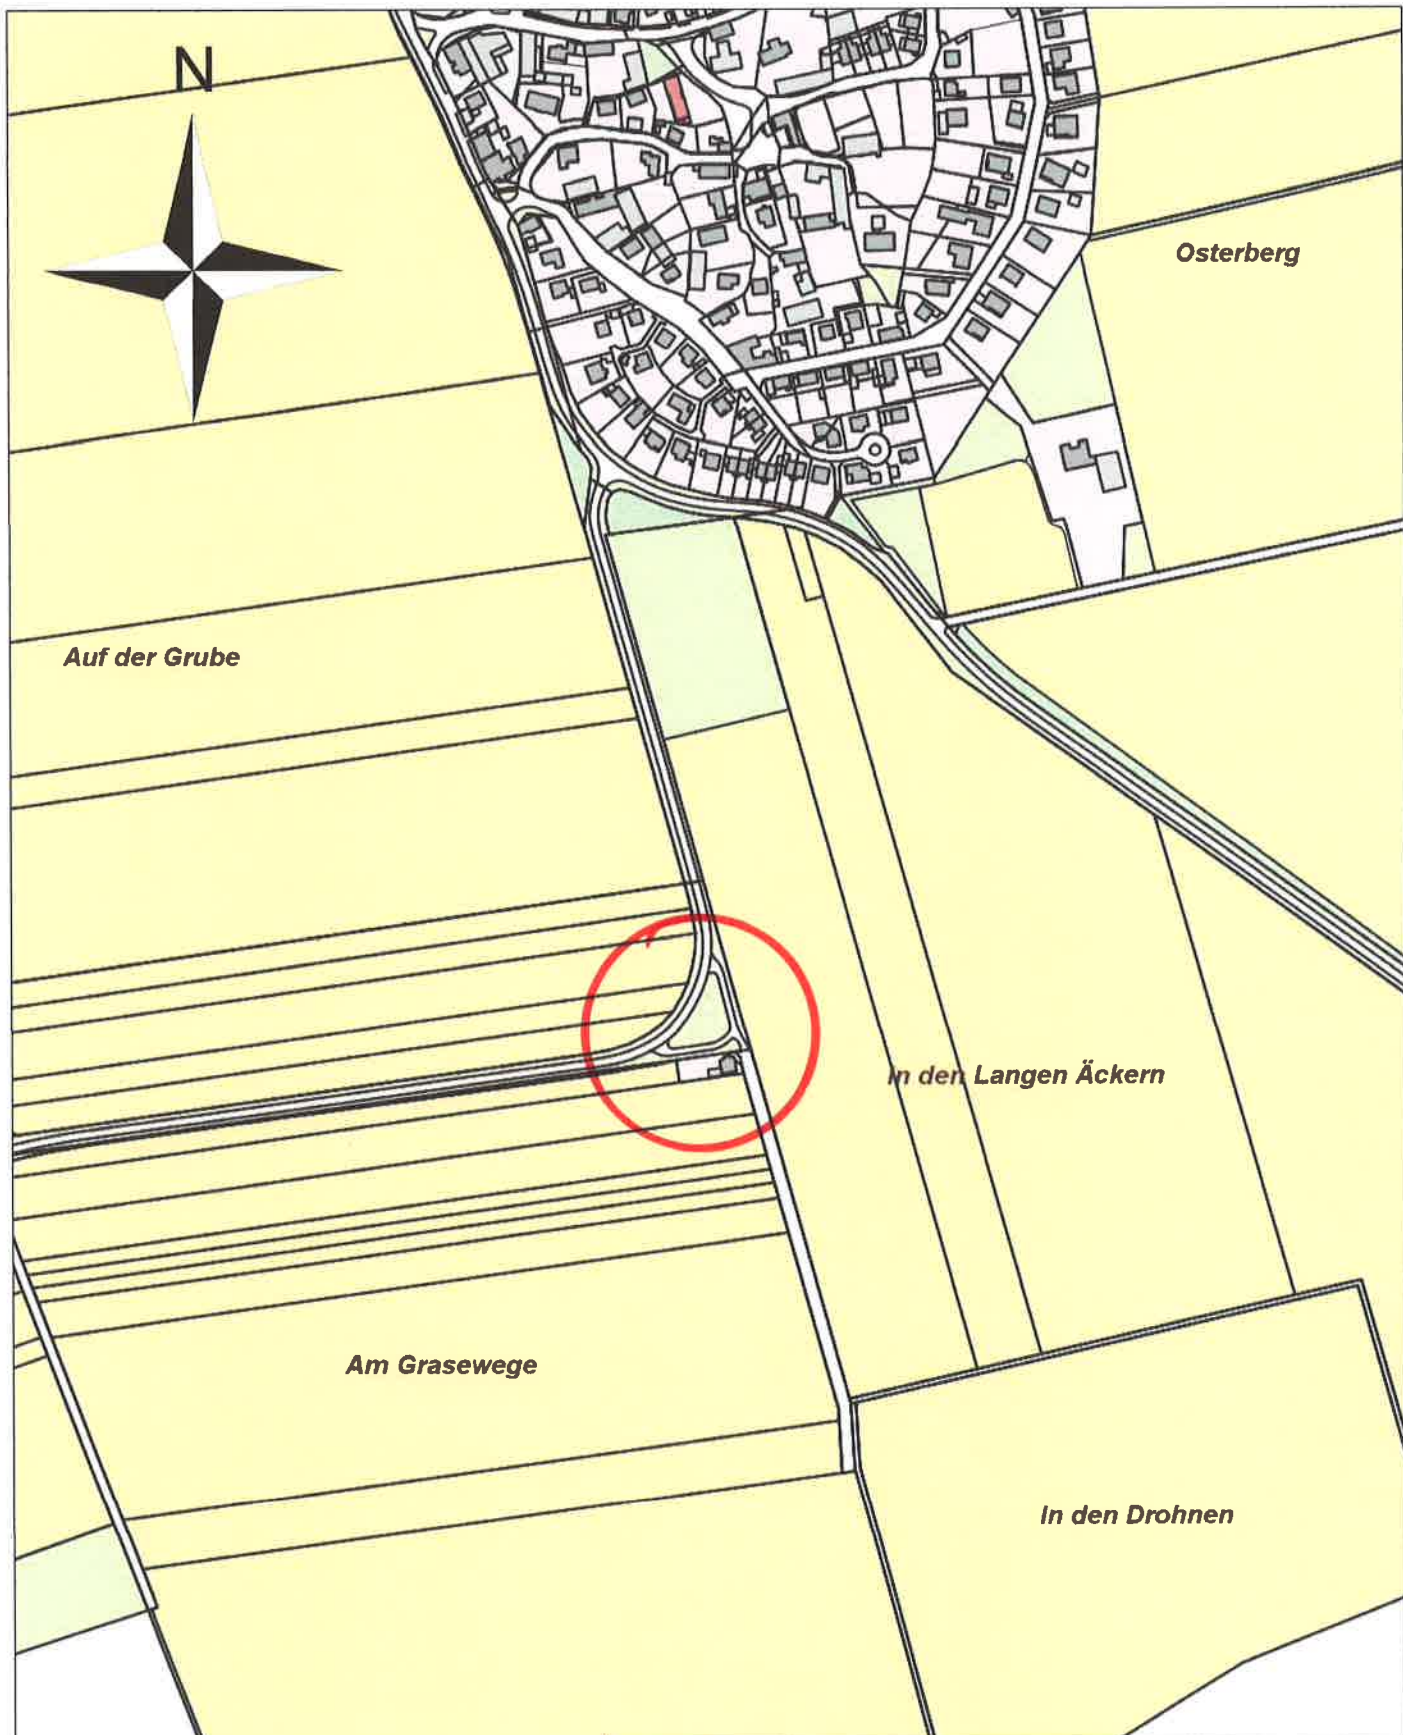 N
Osterberg
Auf der Grube
In den Langen Äckern
Am Grasewege
In den Drohnen